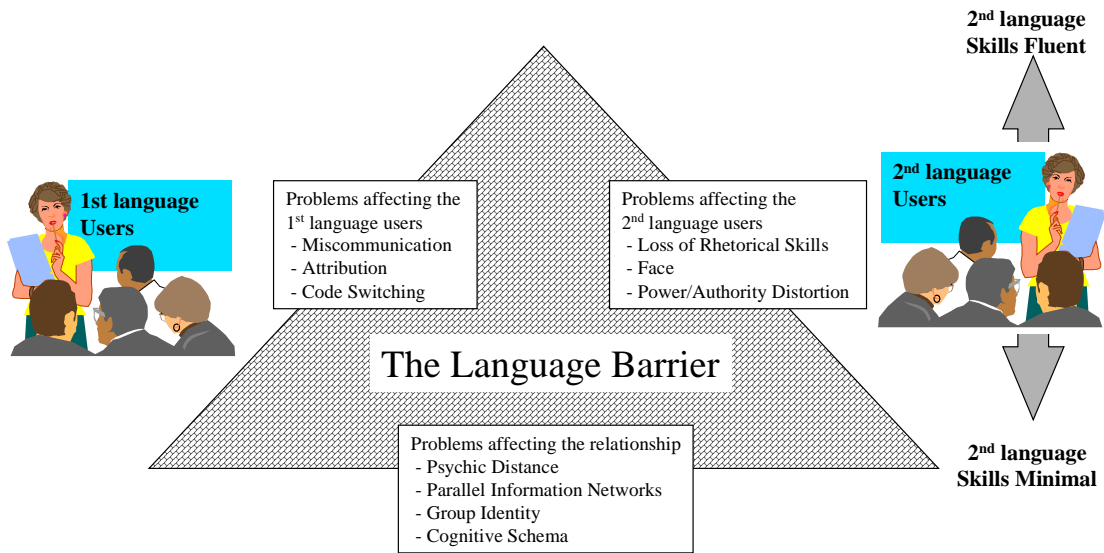 2nd language
Skills Fluent
1st language
Users
Problems affecting the
1st language users
- Miscommunication
- Attribution
- Code Switching
Problems affecting the
2nd language users
- Loss of Rhetorical Skills
- Face
- Power/Authority Distortion
2nd language
Users
The Language Barrier
Problems affecting the relationship
- Psychic Distance
- Parallel Information Networks
- Group Identity
- Cognitive Schema
2nd language
Skills Minimal